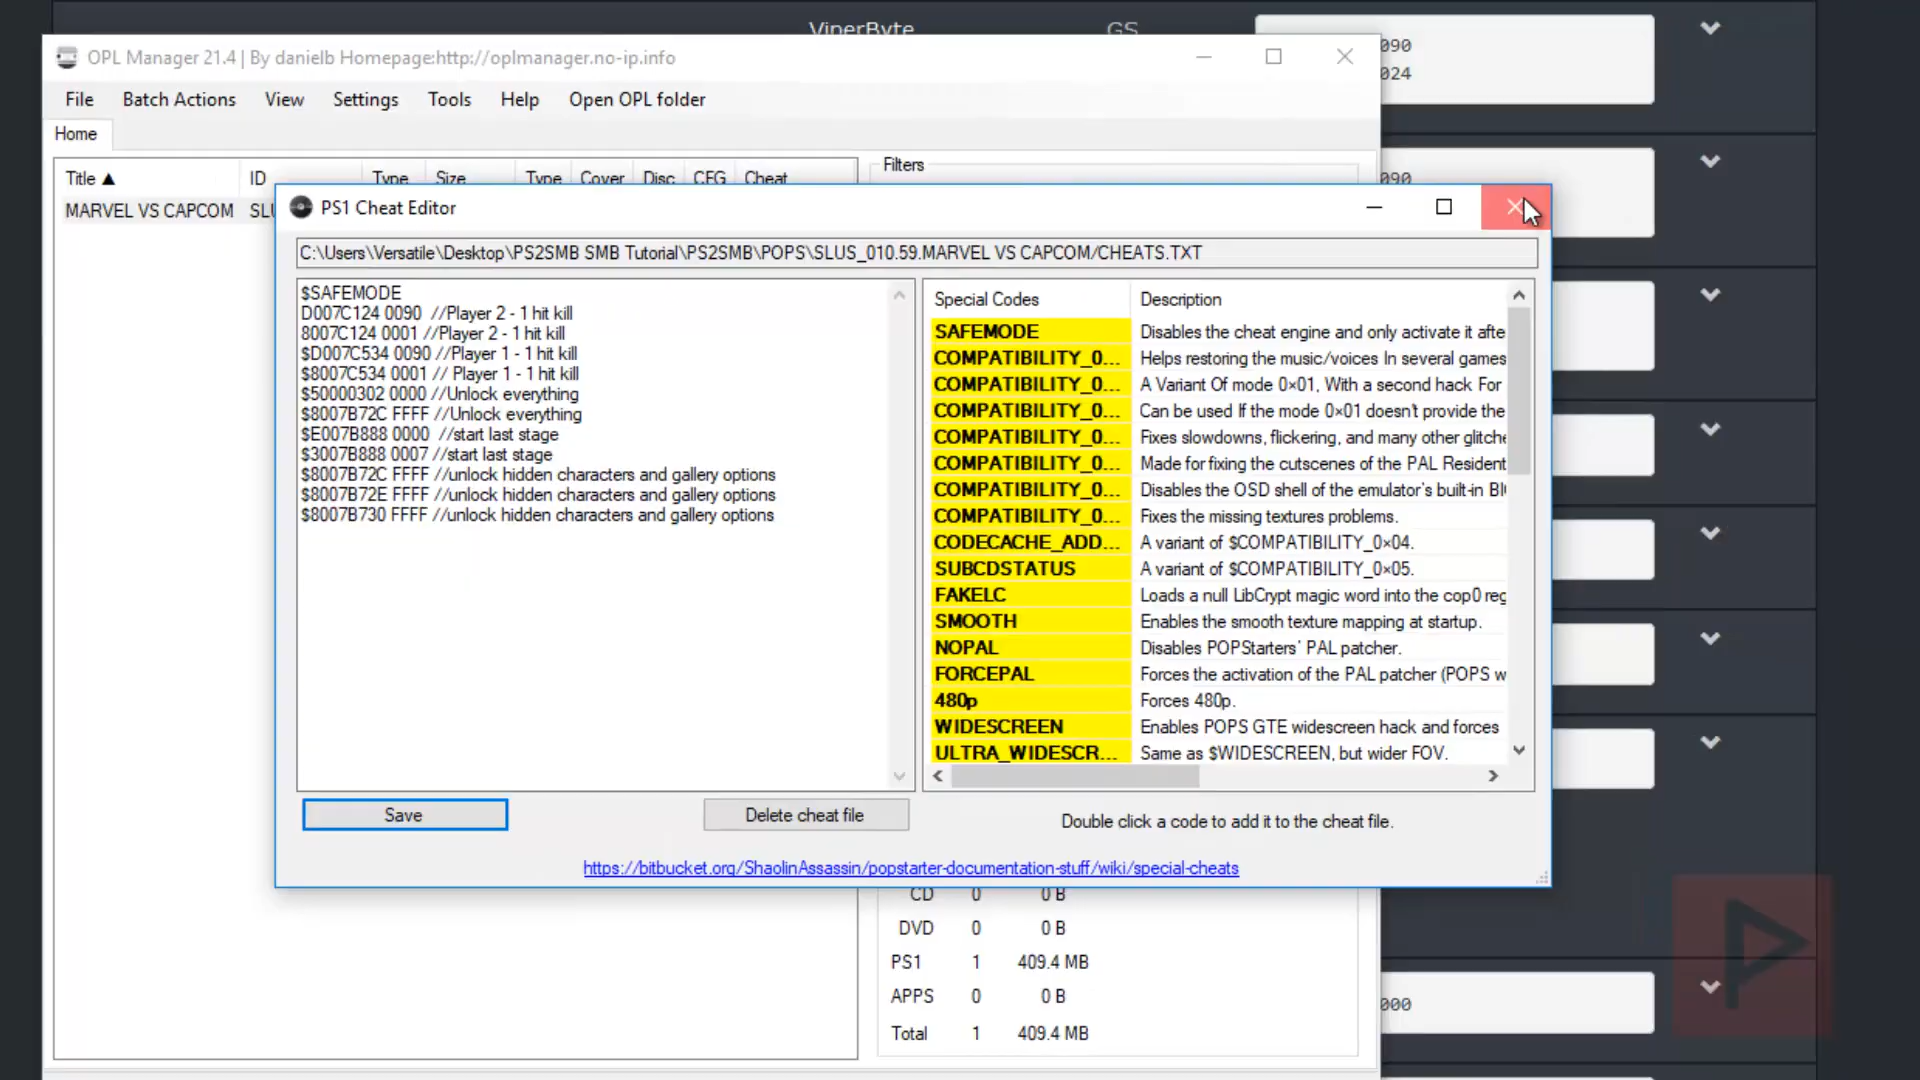 ViperByte GS
OPL Manager 21.4 | By danielb Homepage:http://oplmanager.no-ip.info
090
024
File Batch Actions View Settings Tools Help Open OPL folder
Home
Title ▲ ID Type Size Type Cover Disc CFG Cheat
Filters
090
MARVEL VS CAPCOM SLU
PS1 Cheat Editor
C:\Users\Versatile\Desktop\PS2SMB SMB Tutorial\PS2SMB\POPS\SLUS_010.59.MARVEL VS CAPCOM/CHEATS.TXT
$SAFEMODE
D007C124 0090 //Player 2 - 1 hit kill
8007C124 0001 //Player 2 - 1 hit kill
$D007C534 0090 //Player 1 - 1 hit kill
$8007C534 0001 // Player 1 - 1 hit kill
$50000302 0000 //Unlock everything
$8007B72C FFFF //Unlock everything
$E007B888 0000 //start last stage
$3007B888 0007 //start last stage
$8007B72C FFFF //unlock hidden characters and gallery options
$8007B72E FFFF //unlock hidden characters and gallery options
$8007B730 FFFF //unlock hidden characters and gallery options
Special Codes Description
SAFEMODE Disables the cheat engine and only activate it afte
COMPATIBILITY_0... Helps restoring the music/voices In several games
COMPATIBILITY_0... A Variant Of mode 0×01, With a second hack For
COMPATIBILITY_0... Can be used If the mode 0×01 doesn't provide the
COMPATIBILITY_0... Fixes slowdowns, flickering, and many other glitche
COMPATIBILITY_0... Made for fixing the cutscenes of the PAL Resident
COMPATIBILITY_0... Disables the OSD shell of the emulator's built-in BI
COMPATIBILITY_0... Fixes the missing textures problems.
CODECACHE_ADD... A variant of $COMPATIBILITY_0×04.
SUBCDSTATUS A variant of $COMPATIBILITY_0×05.
FAKELC Loads a null LibCrypt magic word into the cop0 reg
SMOOTH Enables the smooth texture mapping at startup.
NOPAL Disables POPStarters' PAL patcher.
FORCEPAL Forces the activation of the PAL patcher (POPS w
480p Forces 480p.
WIDESCREEN Enables POPS GTE widescreen hack and forces
ULTRA_WIDESCR... Same as $WIDESCREEN, but wider FOV.
Save Delete cheat file Double click a code to add it to the cheat file.
https://bitbucket.org/ShaolinAssassin/popstarter-documentation-stuff/wiki/special-cheats
CD 0 0 B
DVD 0 0 B
PS1 1 409.4 MB
APPS 0 0 B
000
Total 1 409.4 MB